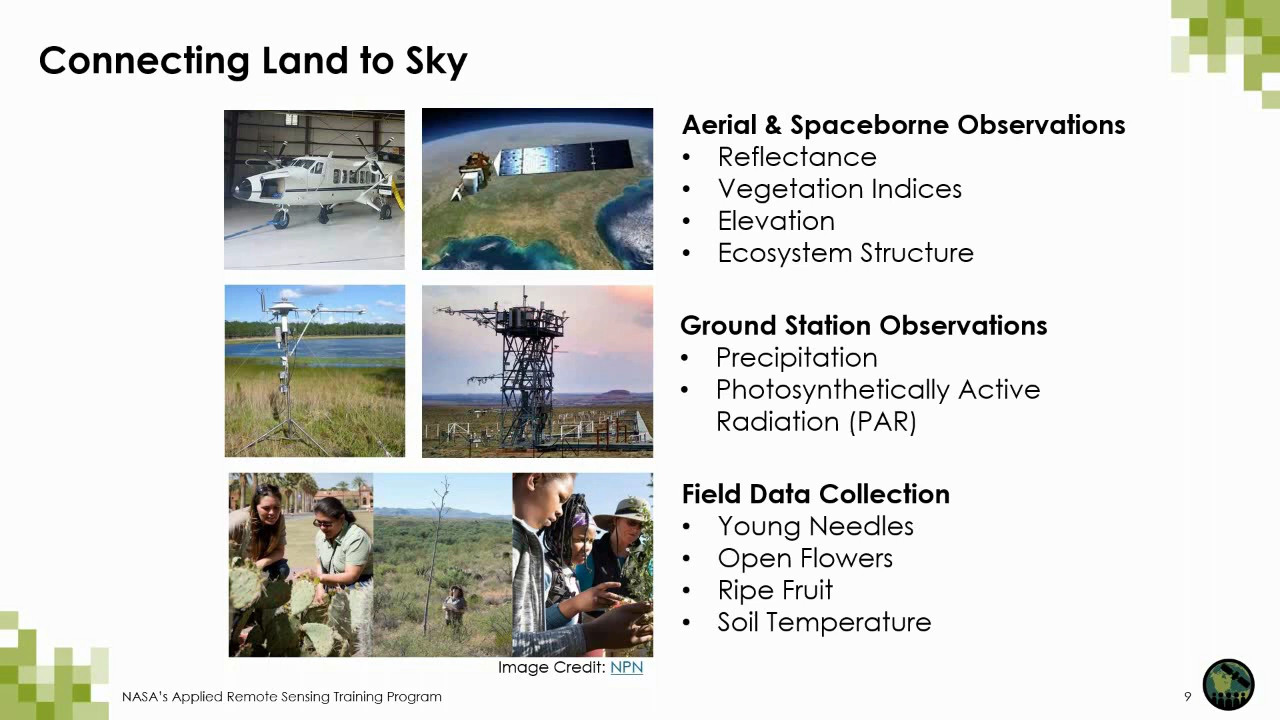 Connecting Land to Sky
Aerial & Spaceborne Observations
• Reflectance
• Vegetation Indices
• Elevation
• Ecosystem Structure
Ground Station Observations
• Precipitation
• Photosynthetically Active
Radiation (PAR)
Field Data Collection
• Young Needles
• Open Flowers
• Ripe Fruit
• Soil Temperature
Image Credit: NPN
NASA's Applied Remote Sensing Training Program
9